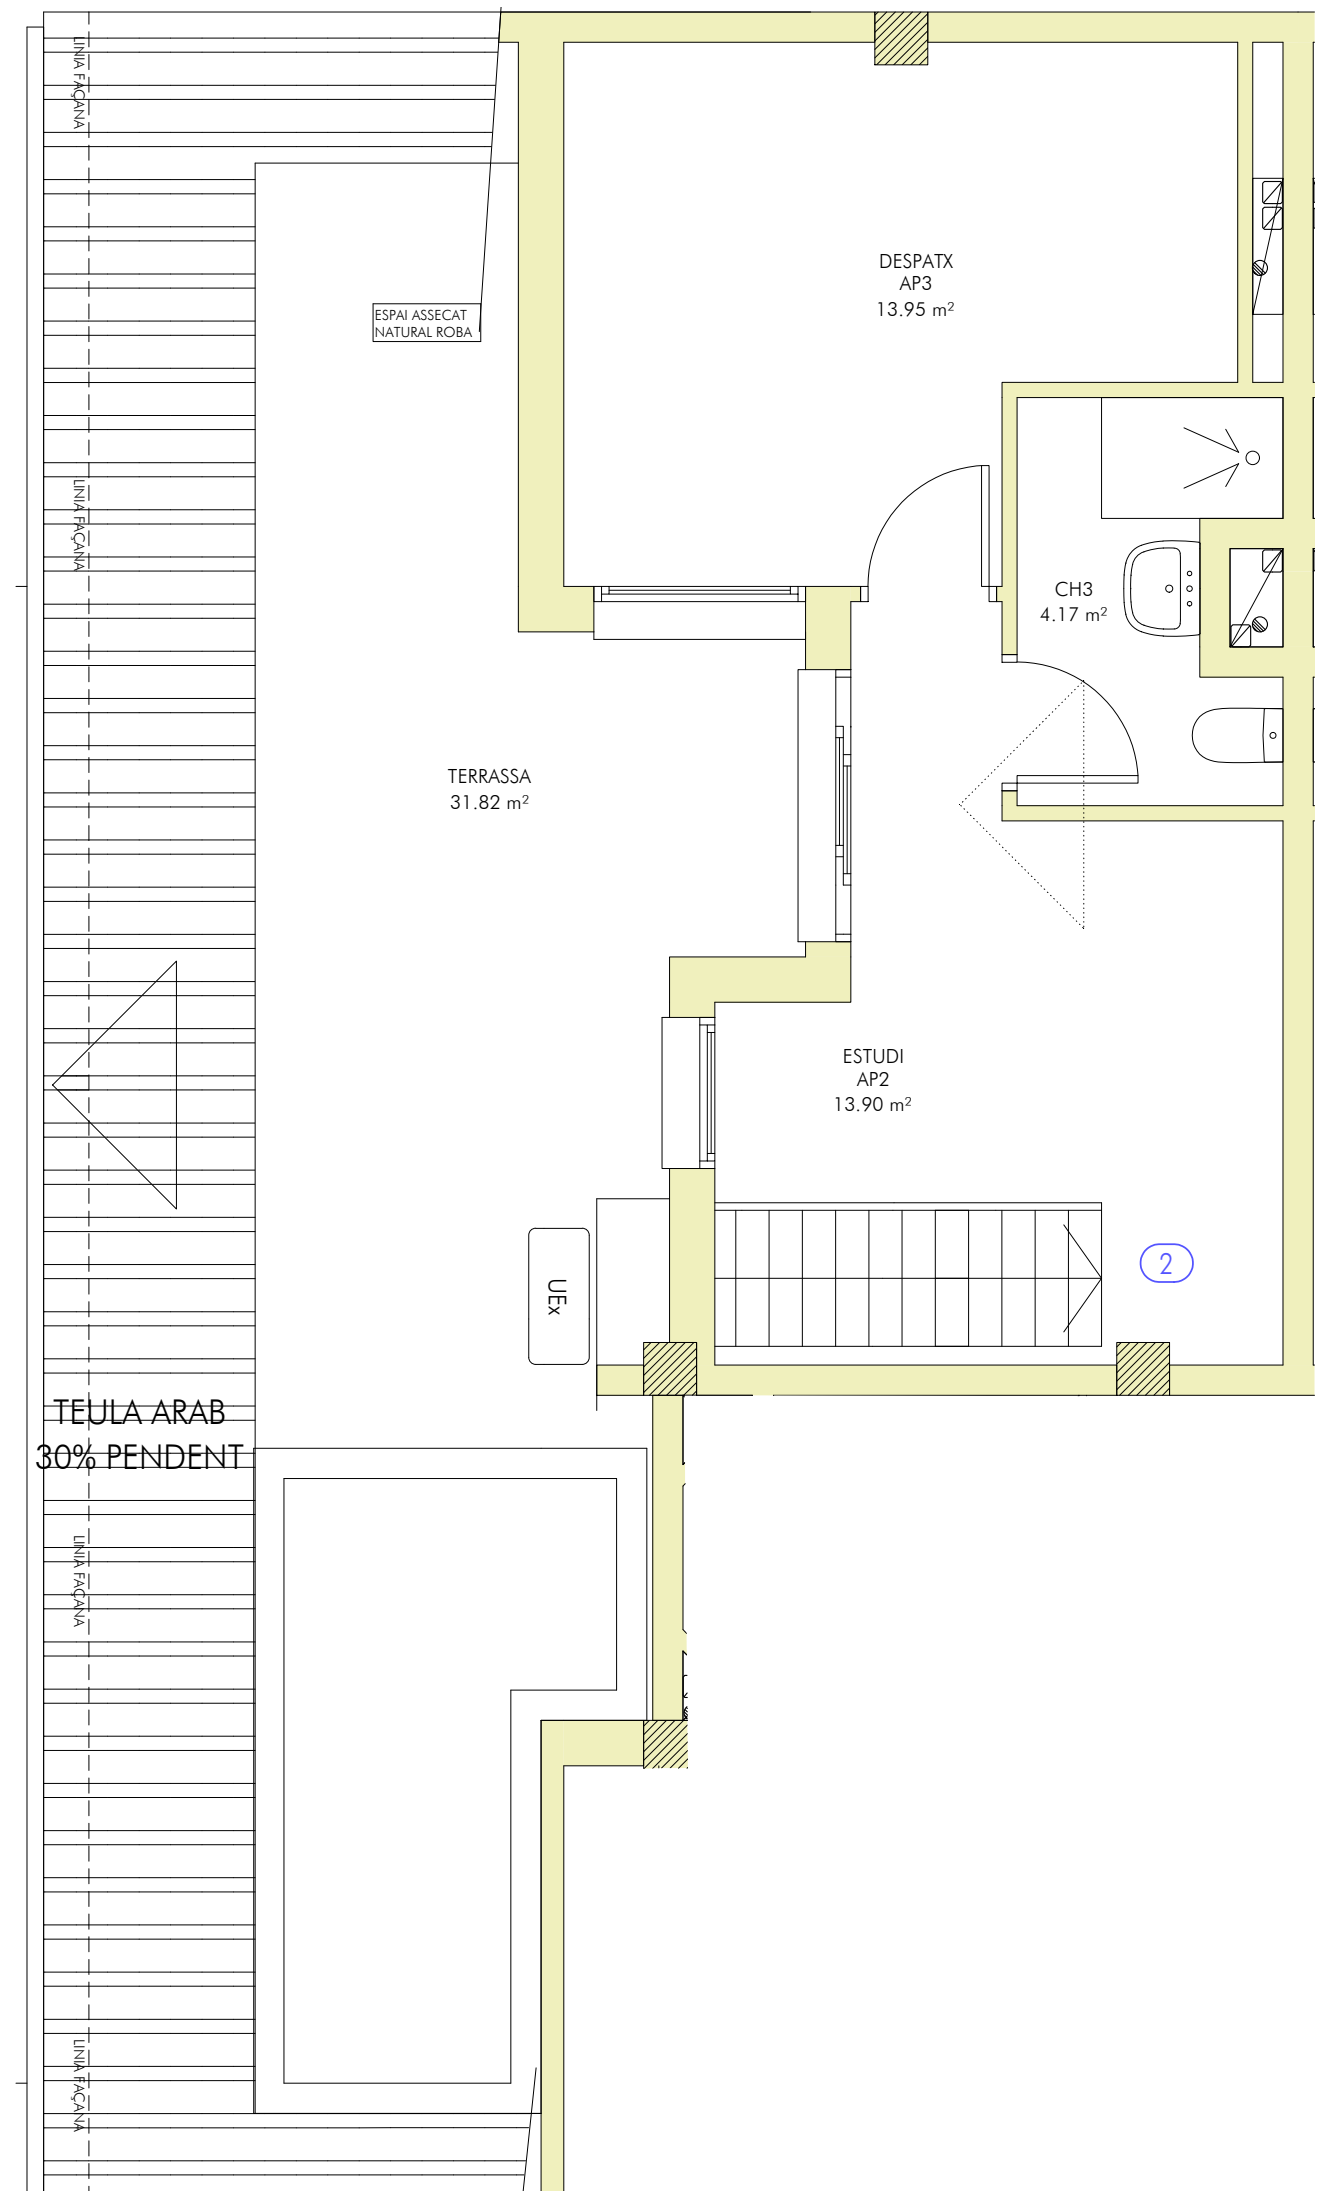 LINIA FAÇANA
DESPATX
AP3
13.95 m²
ESPAI ASSECAT
NATURAL ROBA
LINIA FAÇANA
CH3
4.17 m²
TERRASSA
31.82 m²
ESTUDI
AP2
13.90 m²
2
UEx
TEULA ARAB
30% PENDENT
LINIA FAÇANA
LINIA FAÇANA